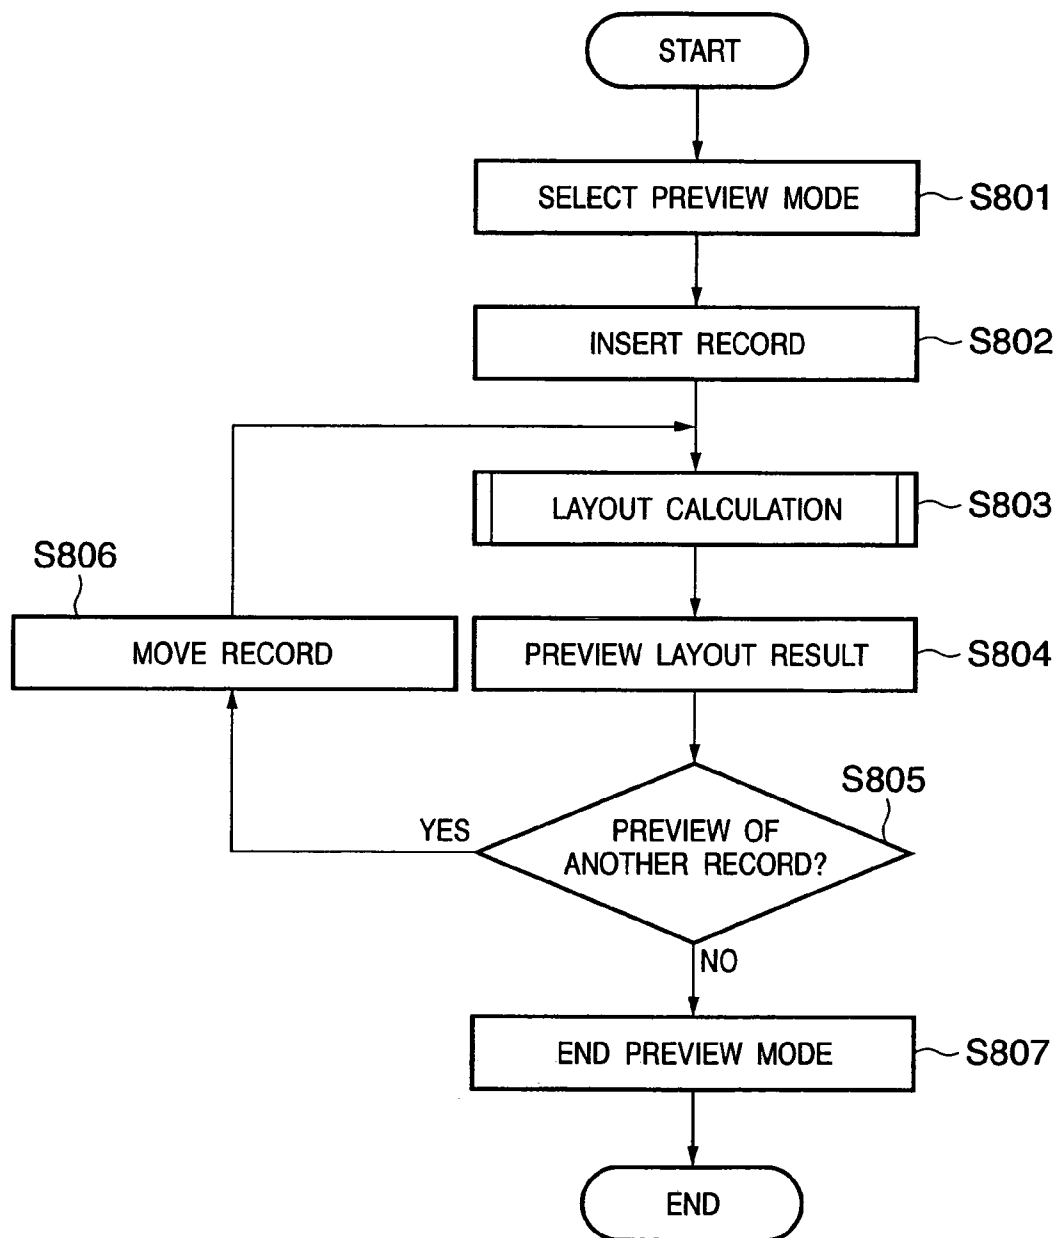 START
SELECT PREVIEW MODE
S801
INSERT RECORD
S802
LAYOUT CALCULATION
S803
S806
MOVE RECORD
PREVIEW LAYOUT RESULT
S804
S805
YES
PREVIEW OF
ANOTHER RECORD?
NO
END PREVIEW MODE
S807
END